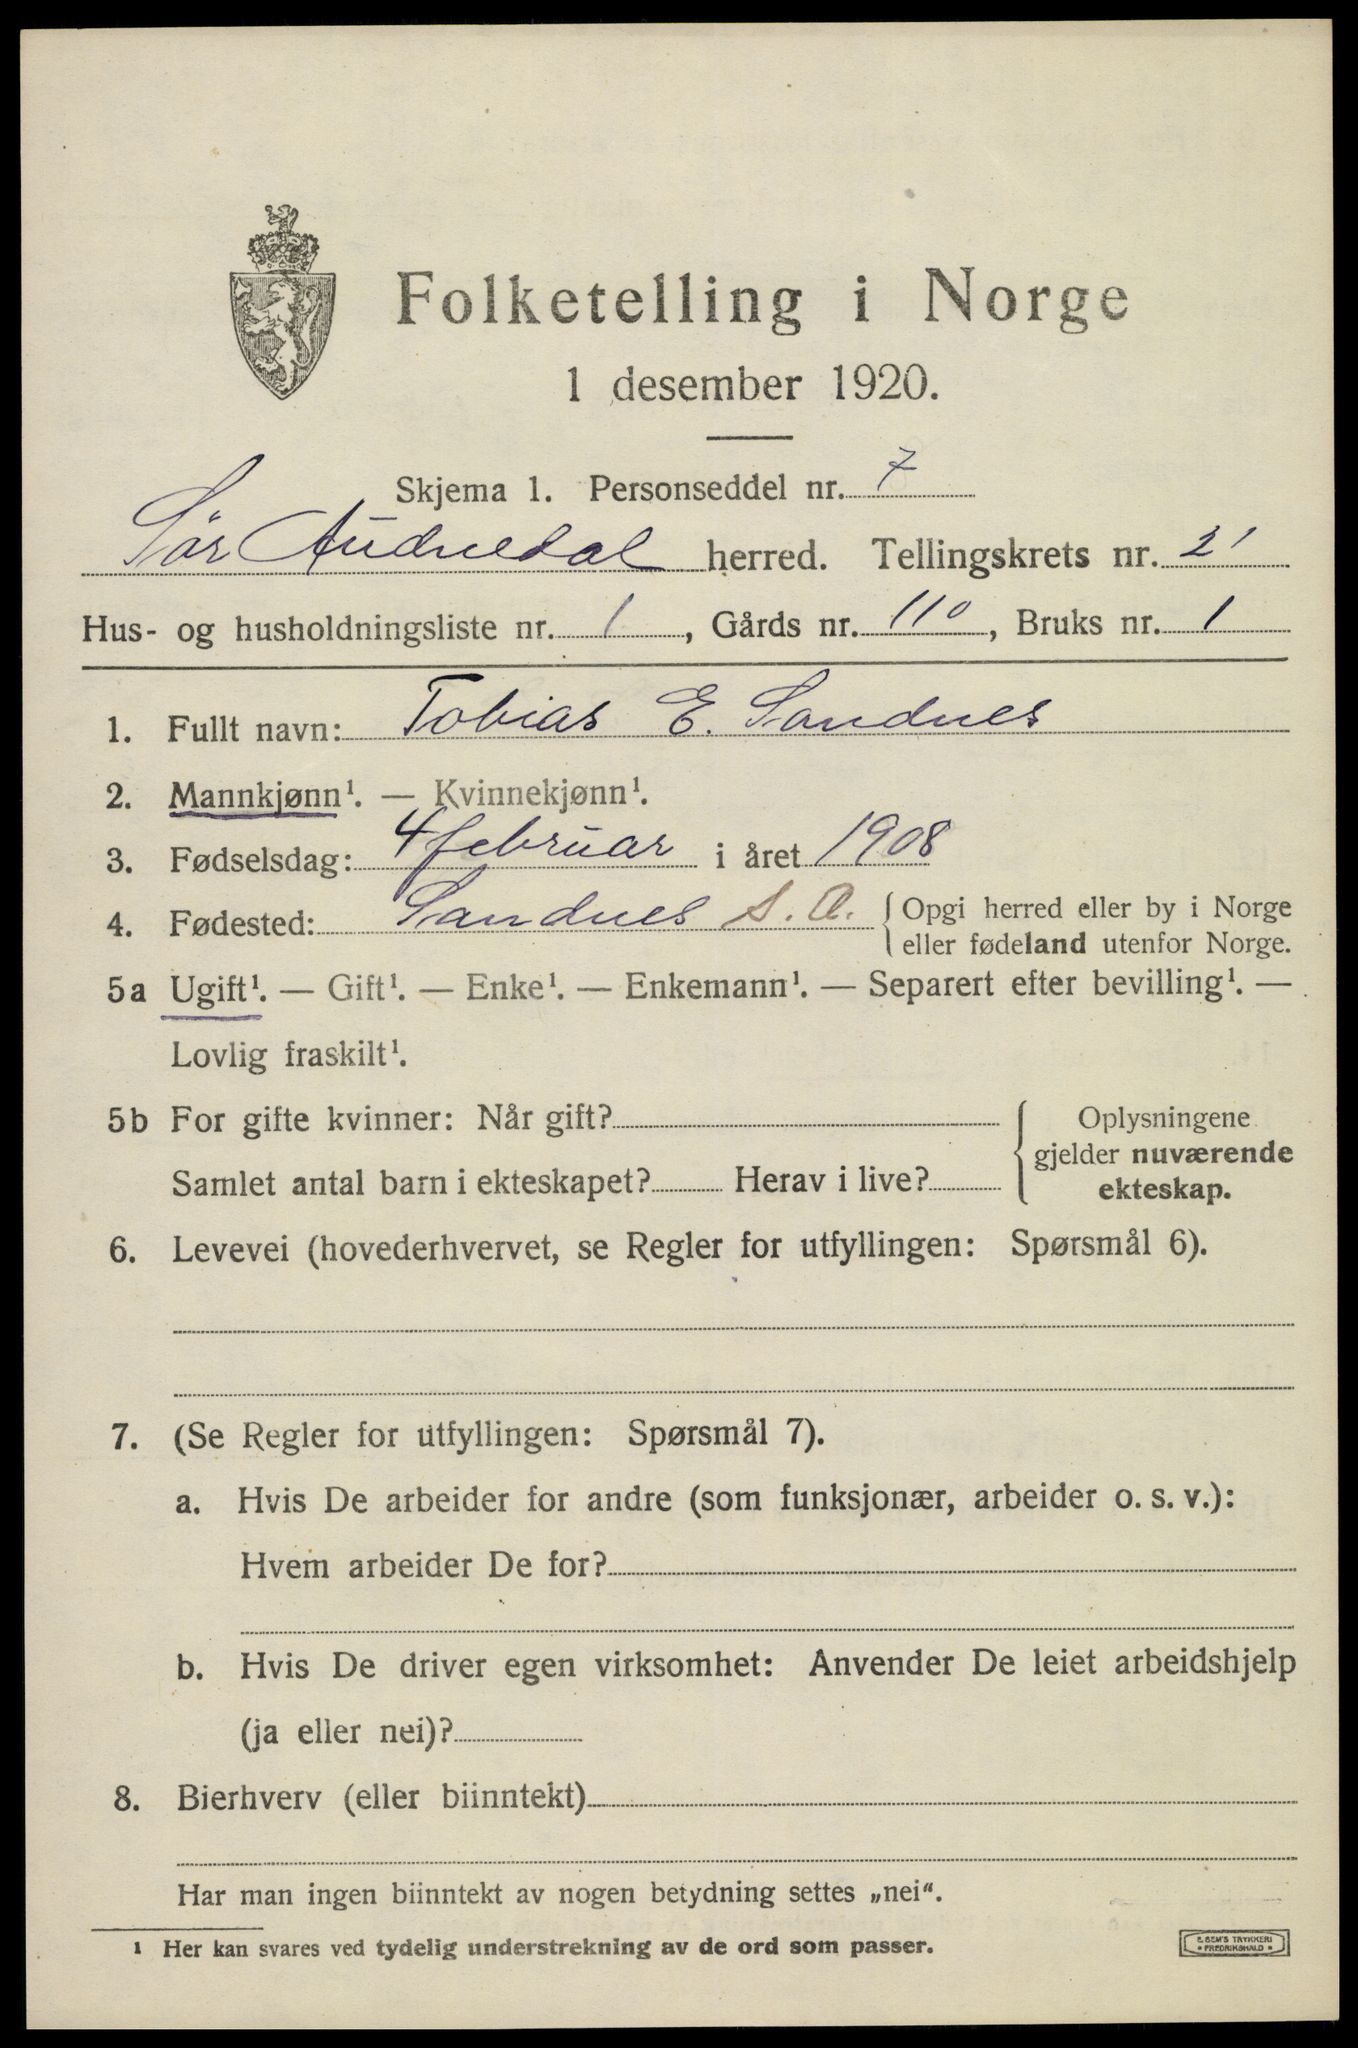 Folketelling i Norge
1 desember 1920.
Skjema 1. Personseddel nr. 7
Sør Audnedal herred. Tellingskrets nr. 21
Hus- og husholdningsliste nr. 1, Gårds nr. 110, Bruks nr. 1
1. Fullt navn: Tobias E. Sandnes
2. Mannkjønn¹. — Kvinnekjønn¹.
3. Fødselsdag: 4 februar i året 1908
4. Fødested: Sandnes S. A. { Opgi herred eller by i Norge
eller fødeland utenfor Norge.
5a Ugift¹. — Gift¹. — Enke¹. — Enkemann¹. — Separert efter bevilling¹. —
Lovlig fraskilt¹.
5b For gifte kvinner: Når gift?
Samlet antal barn i ekteskapet? Herav i live?
Oplysningene
gjelder nuværende
ekteskap.
6. Levevei (hovederhvervet, se Regler for utfyllingen: Spørsmål 6).
7. (Se Regler for utfyllingen: Spørsmål 7).
a. Hvis De arbeider for andre (som funksjonær, arbeider o. s. v.):
Hvem arbeider De for?
b. Hvis De driver egen virksomhet: Anvender De leiet arbeidshjelp
(ja eller nei)?
8. Bierhverv (eller biinntekt)
Har man ingen biinntekt av nogen betydning settes „nei“.
¹ Her kan svares ved tydelig understrekning av de ord som passer.
E. SEM'S TRYKKERI
• FREDRIKSHALD •